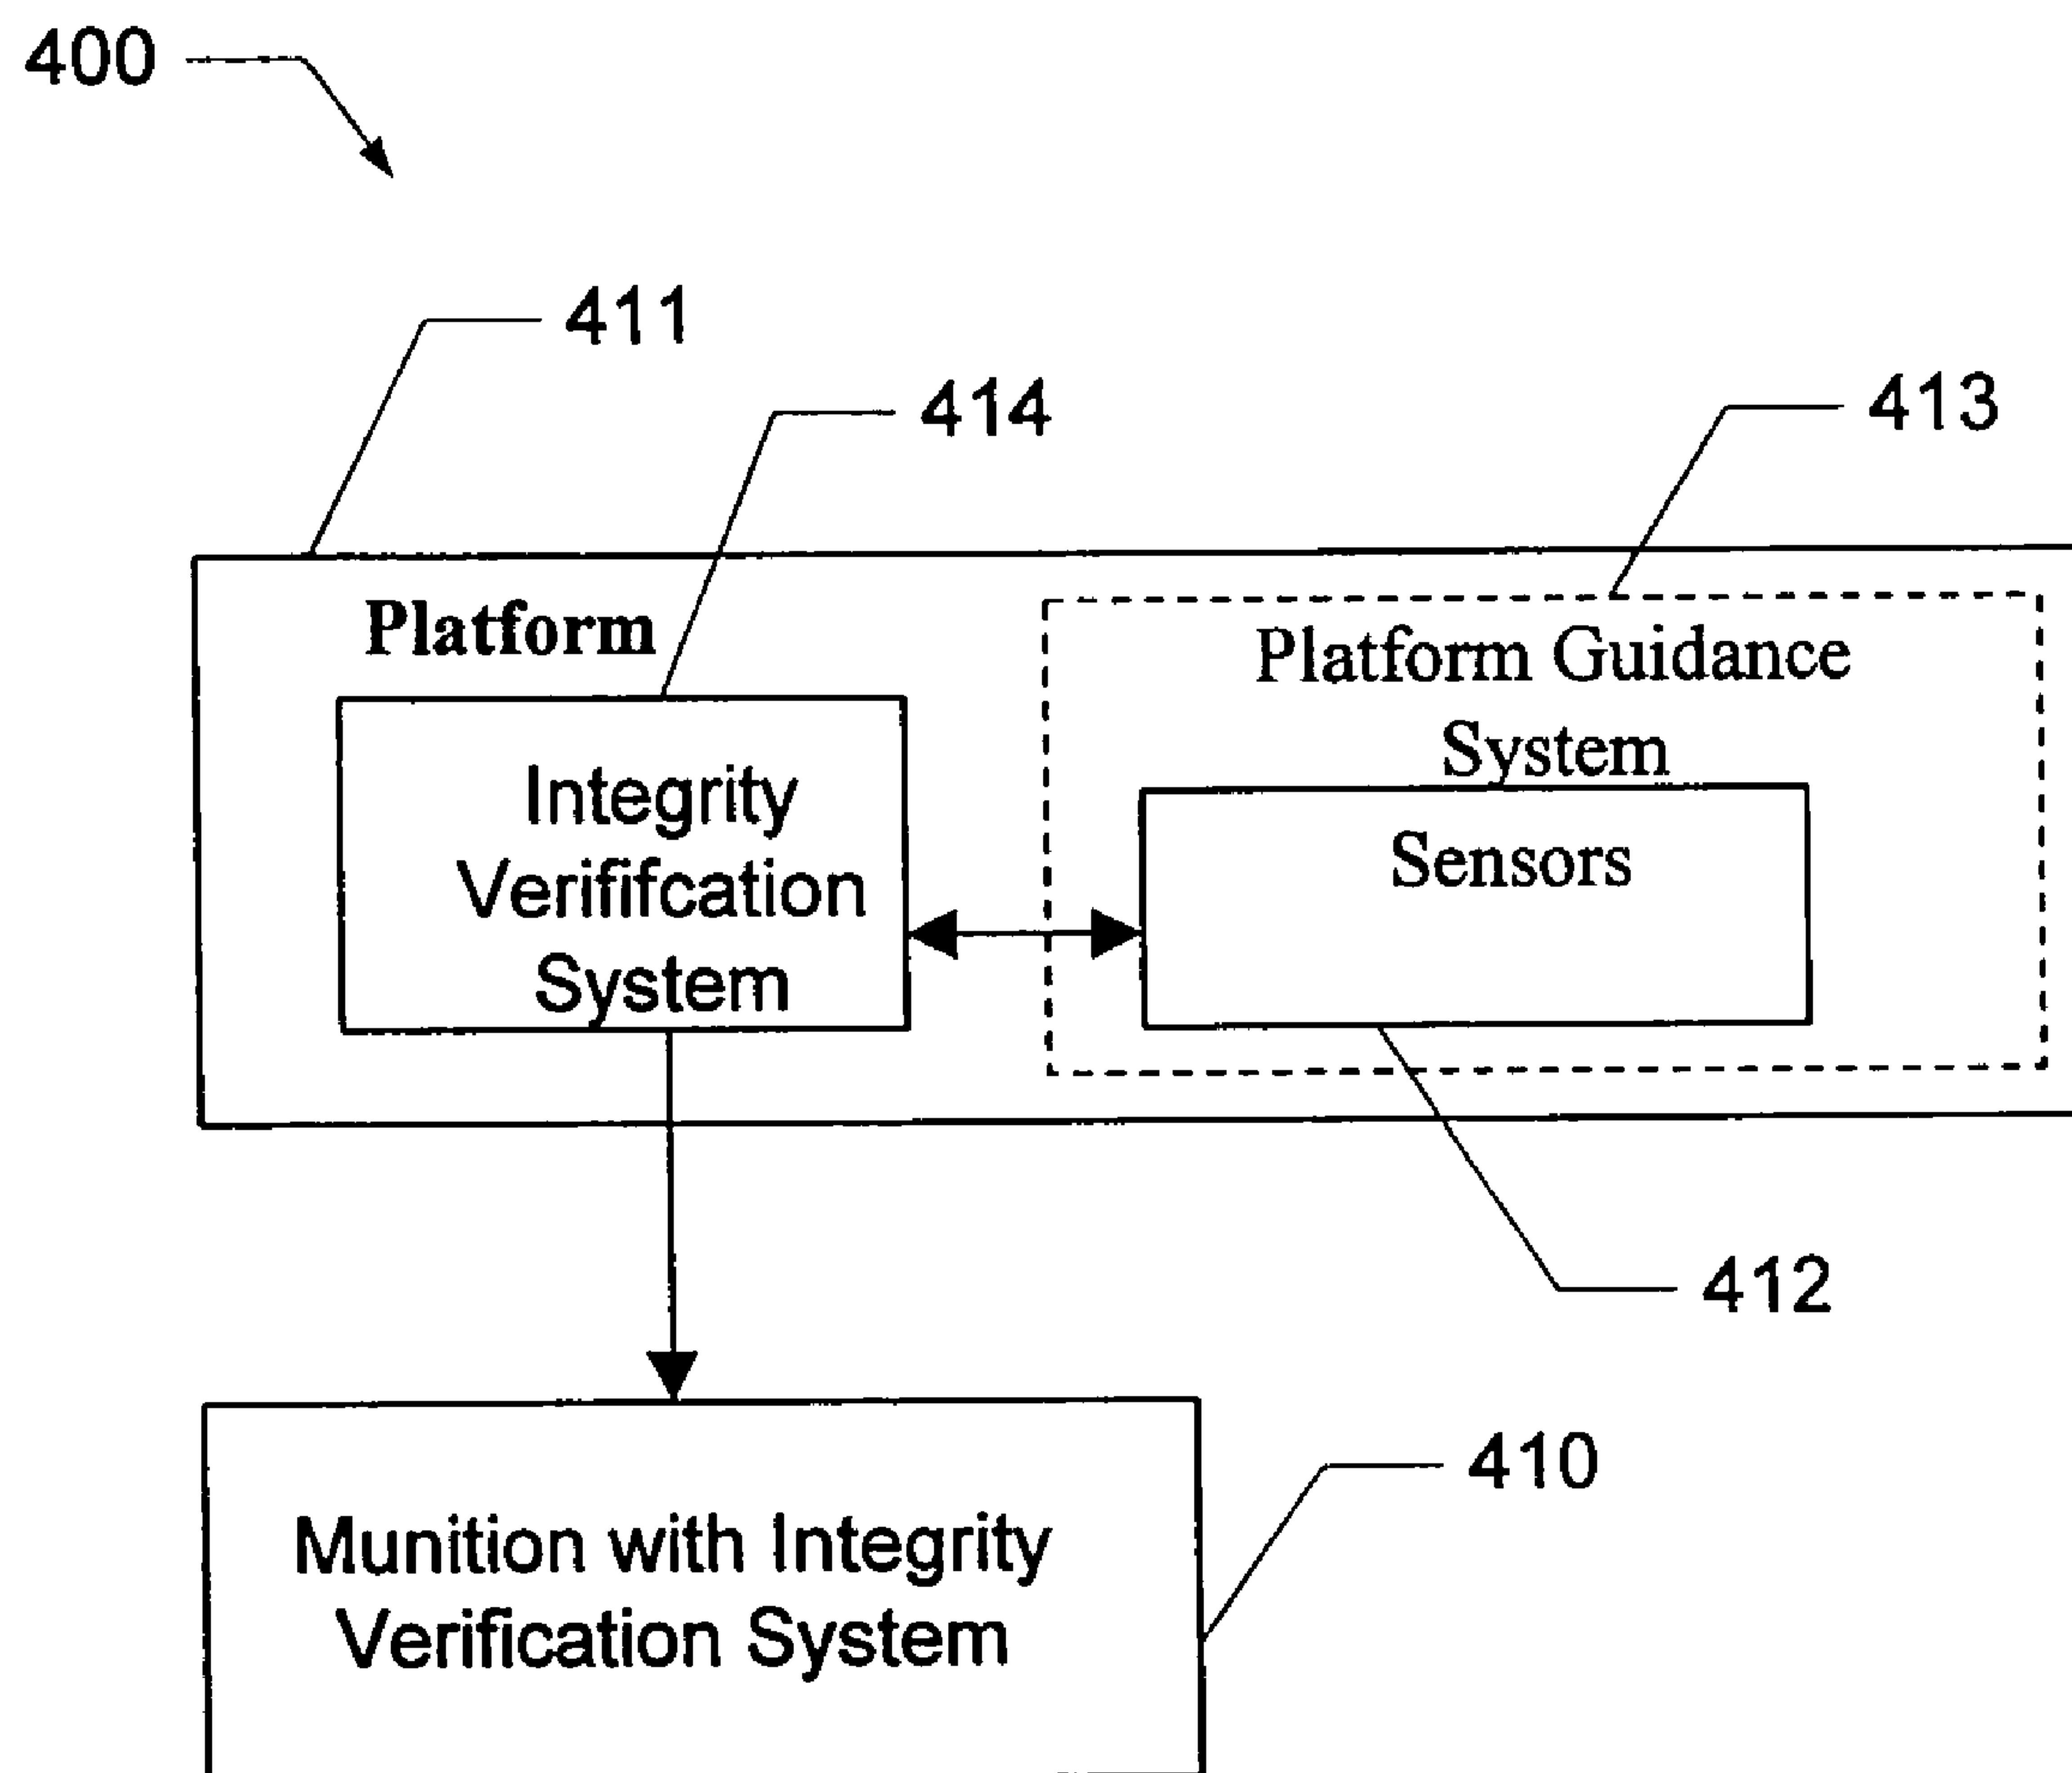 400
411
414
413
Platform
Platform Guidance
System
Integrity
Verififcation
System
Sensors
412
410
Munition with Integrity
Verification System